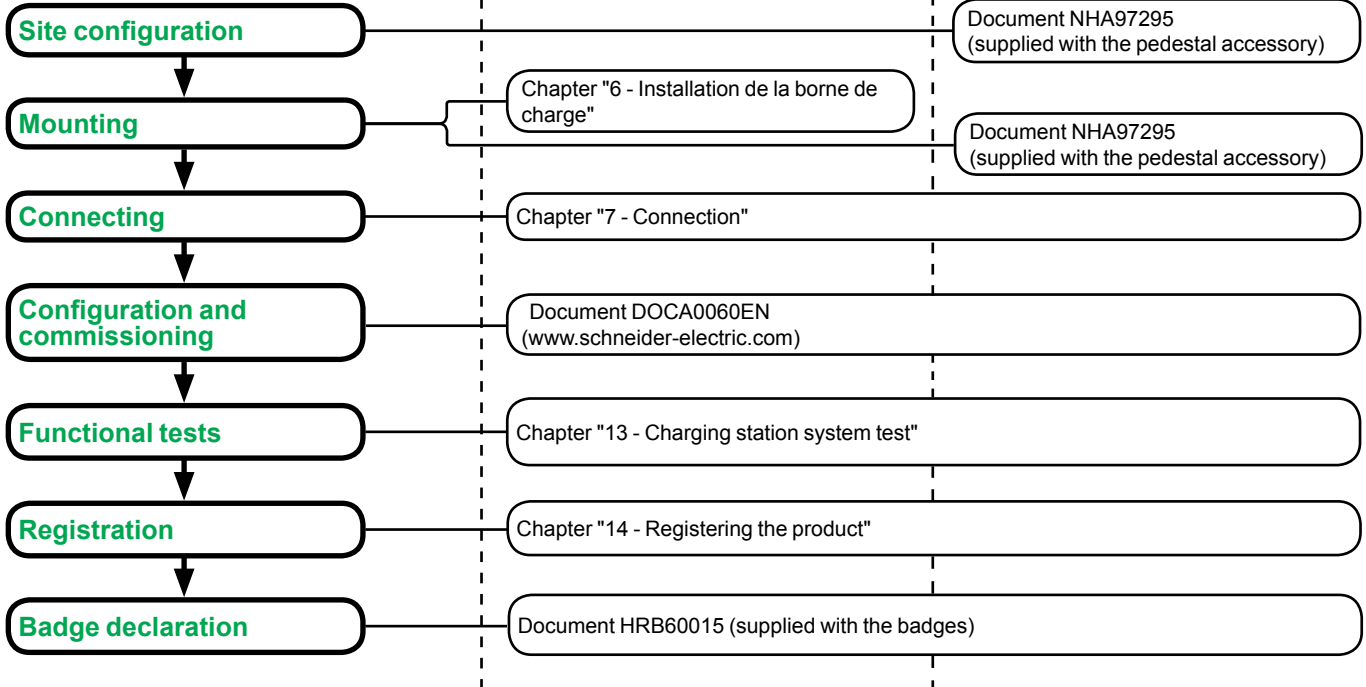 Site configuration
Document NHA97295
(supplied with the pedestal accessory)
Mounting
Chapter "6 - Installation de la borne de
charge"
Document NHA97295
(supplied with the pedestal accessory)
Connecting
Chapter "7 - Connection"
Configuration and
commissioning
Document DOCA0060EN
(www.schneider-electric.com)
Functional tests
Chapter "13 - Charging station system test"
Registration
Chapter "14 - Registering the product"
Badge declaration
Document HRB60015 (supplied with the badges)